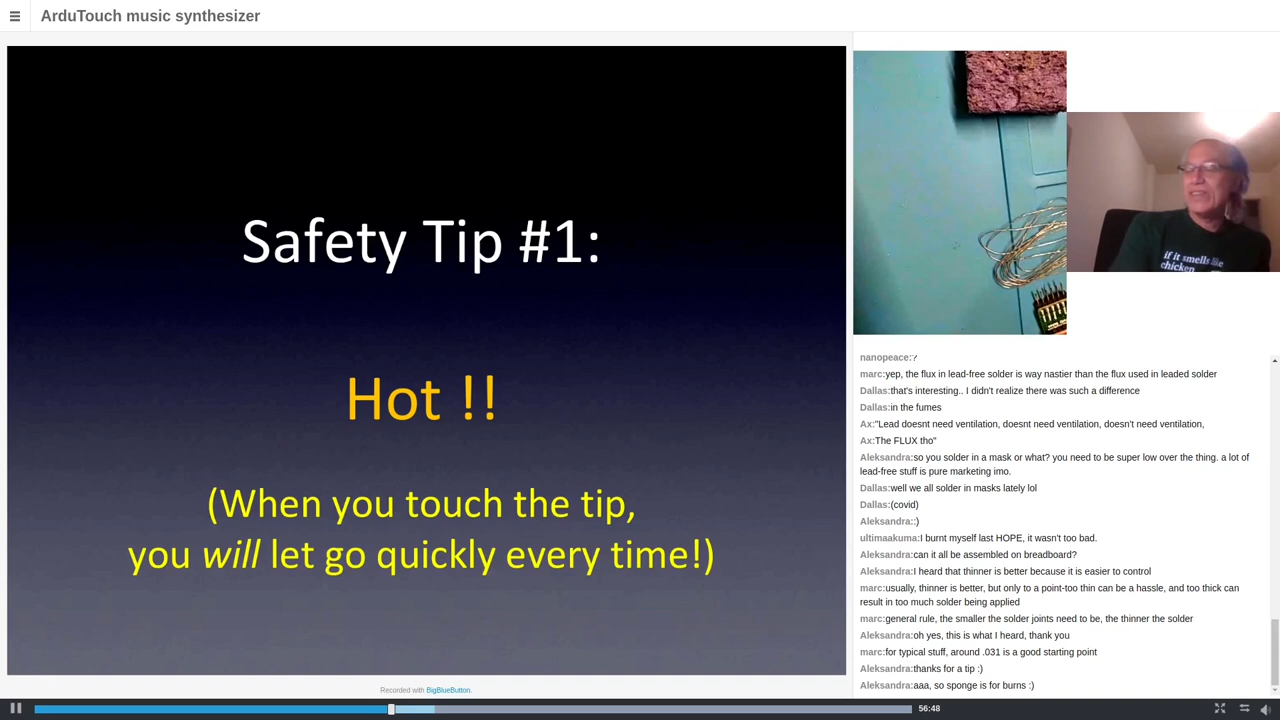 ArduTouch music synthesizer
Safety Tip #1:
Hot !!
(When you touch the tip,
you will let go quickly every time!)
Recorded with BigBlueButton.
if it smells like
chicken
nanopeace:?
marc:yep, the flux in lead-free solder is way nastier than the flux used in leaded solder
Dallas:that's interesting.. I didn't realize there was such a difference
Dallas:in the fumes
Ax:"Lead doesnt need ventilation, doesnt need ventilation, doesn't need ventilation,
Ax:The FLUX tho"
Aleksandra:so you solder in a mask or what? you need to be super low over the thing. a lot of
lead-free stuff is pure marketing imo.
Dallas:well we all solder in masks lately lol
Dallas:(covid)
Aleksandra::)
ultimaakuma:I burnt myself last HOPE, it wasn't too bad.
Aleksandra:can it all be assembled on breadboard?
Aleksandra:I heard that thinner is better because it is easier to control
marc:usually, thinner is better, but only to a point-too thin can be a hassle, and too thick can
result in too much solder being applied
marc:general rule, the smaller the solder joints need to be, the thinner the solder
Aleksandra:oh yes, this is what I heard, thank you
marc:for typical stuff, around .031 is a good starting point
Aleksandra:thanks for a tip :)
Aleksandra:aaa, so sponge is for burns :)
56:48